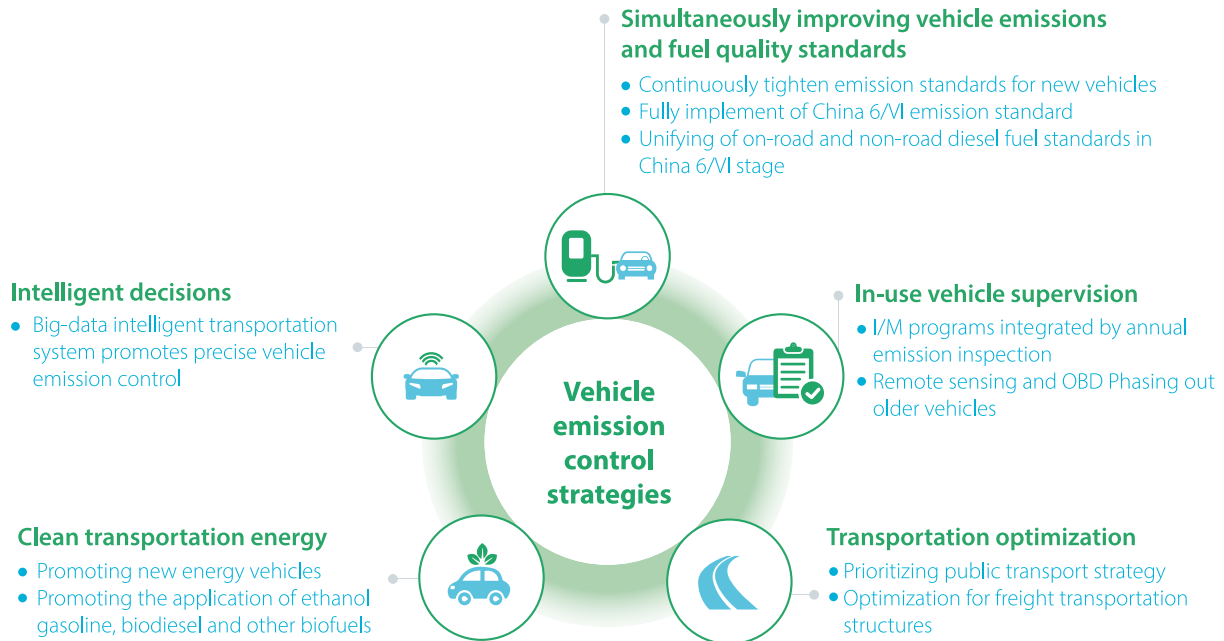 Simultaneously improving vehicle emissions
and fuel quality standards
• Continuously tighten emission standards for new vehicles
• Fully implement of China 6/VI emission standard
• Unifying of on-road and non-road diesel fuel standards in
China 6/VI stage
Intelligent decisions
• Big-data intelligent transportation
system promotes precise vehicle
emission control
In-use vehicle supervision
• I/M programs integrated by annual
emission inspection
• Remote sensing and OBD Phasing out
older vehicles
Vehicle
emission
control
strategies
Clean transportation energy
• Promoting new energy vehicles
• Promoting the application of ethanol
gasoline, biodiesel and other biofuels
Transportation optimization
• Prioritizing public transport strategy
• Optimization for freight transportation
structures